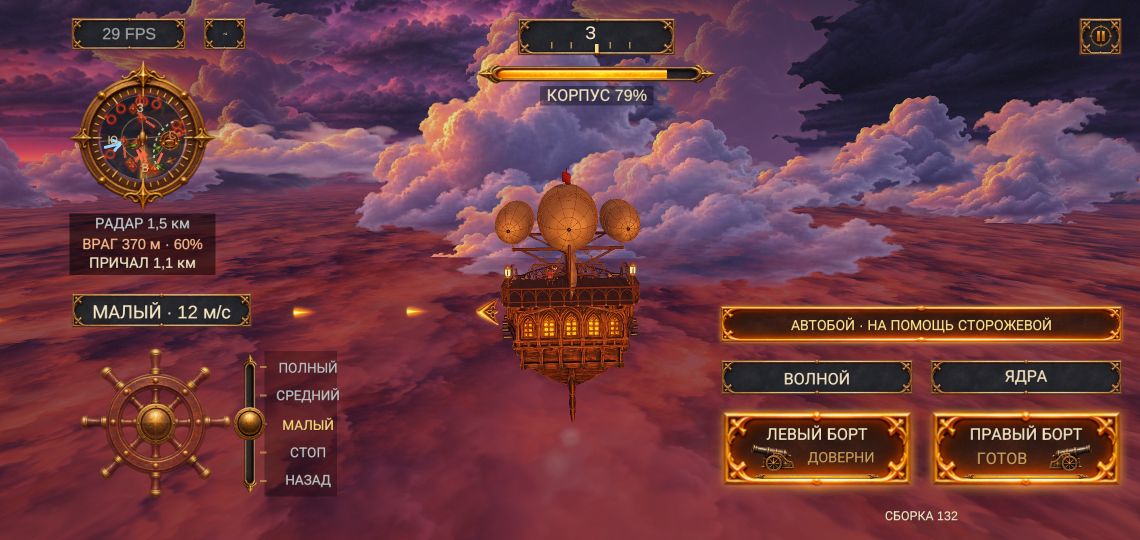 29 FPS
З
КОРПУС 79%
З
РАДАР 1,5 км
ВРАГ 370 м · 60%
ПРИЧАЛ 1,1 км
МАЛЫЙ · 12 м/с
ПОЛНЫЙ
СРЕДНИЙ
МАЛЫЙ
СТОП
НАЗАД
АВТОБОЙ · НА ПОМОЩЬ СТОРОЖЕВОЙ
ВОЛНОЙ
ЯДРА
ЛЕВЫЙ БОРТ
ДОВЕРНИ
ПРАВЫЙ БОРТ
ГОТОВ
СБОРКА 132